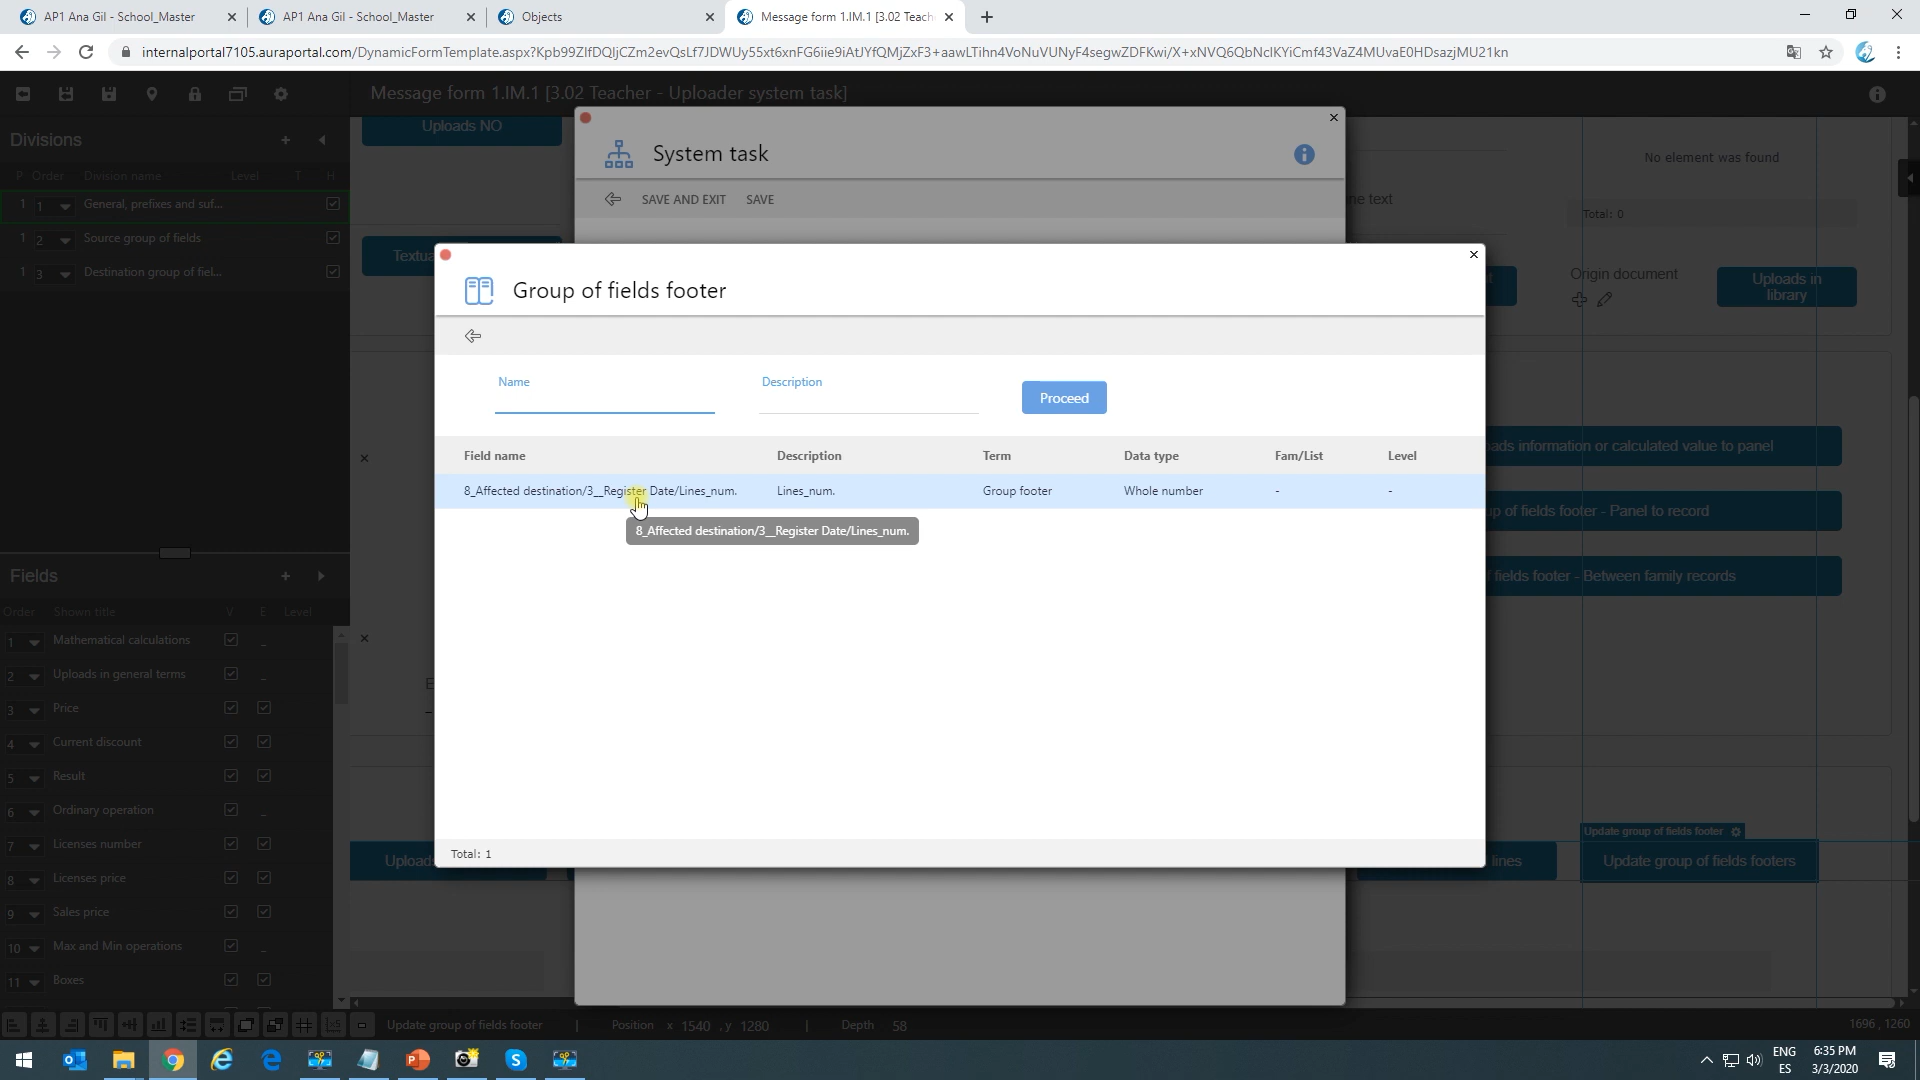 AP1 Ana Gil - School_Master
AP1 Ana Gil - School_Master
Objects
Message form 1.IM.1 [3.02 Teach
internalportal7105.auraportal.com/DynamicFormTemplate.aspx?Kpb99ZIfDQIjCZm2evQsLf7JDWUy55xt6xnFG6iie9iAtJYfQMjZxF3+aawLTihn4VoNuVUNyF4segwZDFKwi/X+xNVQ6QbNclKYiCmf43VaZ4MUvaE0HDsazjMU21kn
Message form 1.IM.1 [3.02 Teacher - Uploader system task]
Divisions
P Order Division name Level T H
1 1 General, prefixes and suf...
1 2 Source group of fields
1 3 Destination group of fiel...
Fields
Order Shown title V E Level
1 Mathematical calculations
2 Uploads in general terms
3 Price
4 Current discount
5 Result
6 Ordinary operation
7 Licenses number
8 Licenses price
9 Sales price
10 Max and Min operations
11 Boxes
Uploads NO
Textua
System task
SAVE AND EXIT SAVE
ne text
No element was found
Total: 0
Origin document
Uploads in library
Group of fields footer
Name
Description
Proceed
Field name Description Term Data type Fam/List Level
8_Affected destination/3__Register Date/Lines_num. Lines_num. Group footer Whole number - -
8_Affected destination/3__Register Date/Lines_num.
Total: 1
ads information or calculated value to panel
up of fields footer - Panel to record
f fields footer - Between family records
Update group of fields footer
Upload
lines
Update group of fields footers
Update group of fields footer | Position x 1540 , y 1280 | Depth 58
1696 , 1260
ENG
ES
6:35 PM
3/3/2020